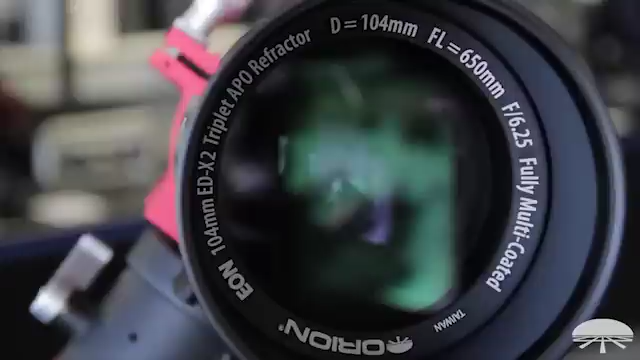 EON 104mm ED-X2 Triplet APO Refractor D = 104mm FL = 650mm F/6.25 Fully Multi-Coated
TAIWAN
ORION®